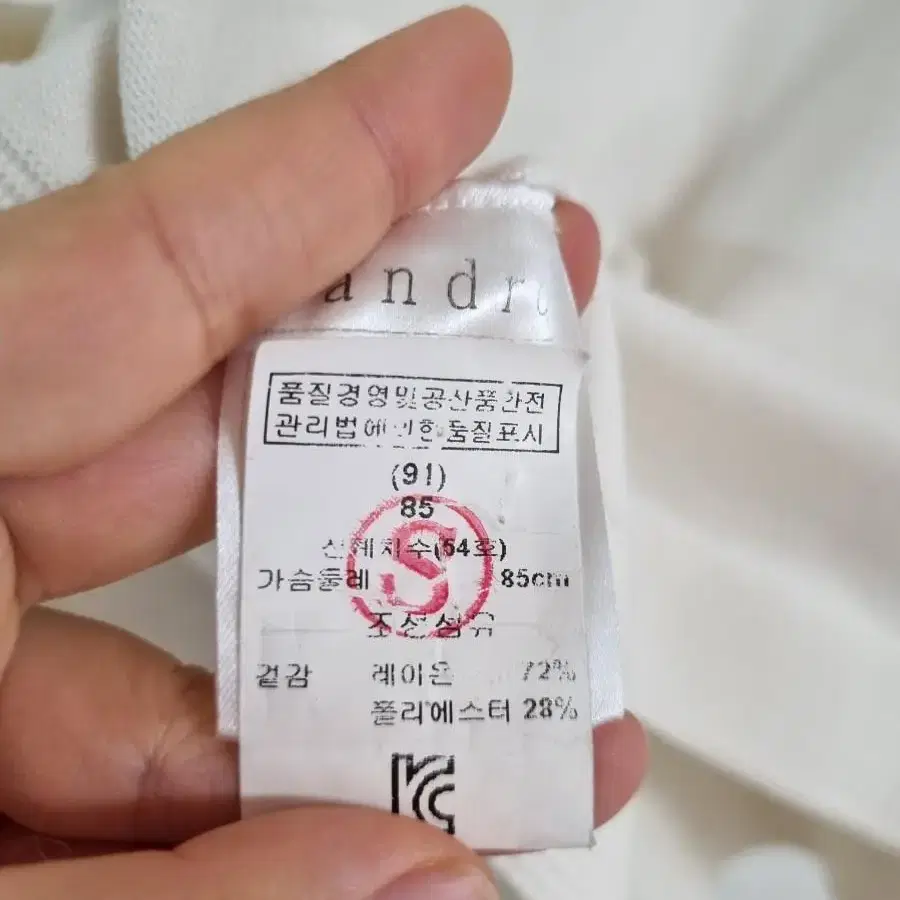 andr
품질경영및공산품안전
관리법에의한품질표시
(91)
85
S
신체치수(54호)
가슴둘레 85cm
조성섬유
겉감 레이온 72%
폴리에스터 28%
KC